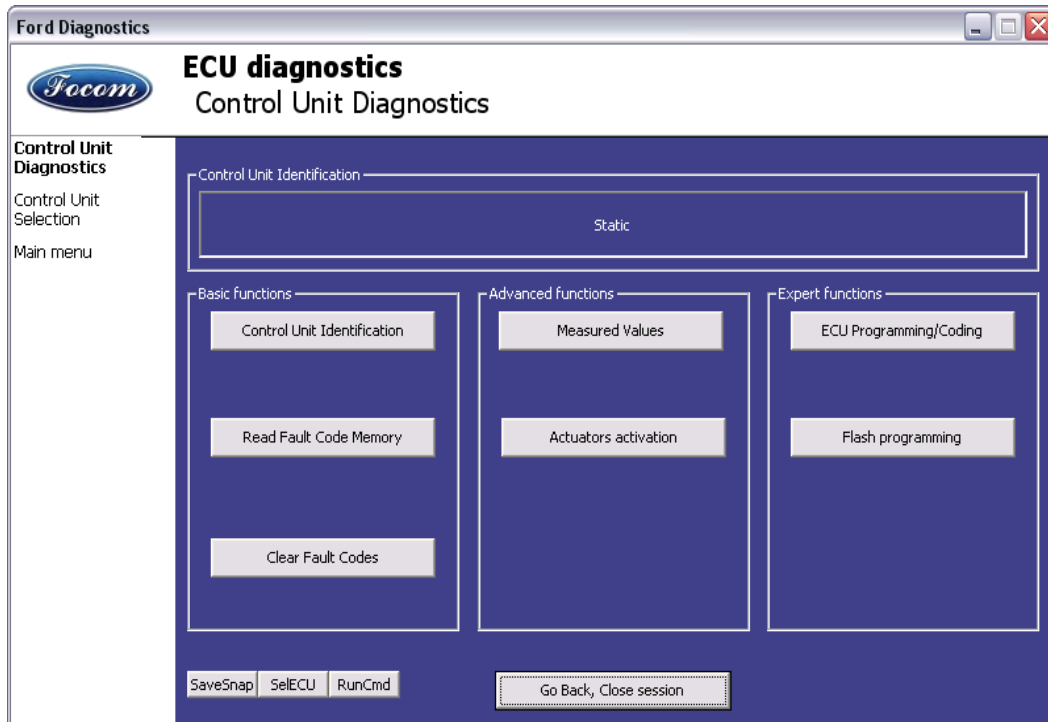 Ford Diagnostics
Focom
ECU diagnostics
Control Unit Diagnostics
Control Unit
Diagnostics
Control Unit
Selection
Main menu
Control Unit Identification
Static
Basic functions
Control Unit Identification
Read Fault Code Memory
Clear Fault Codes
Advanced functions
Measured Values
Actuators activation
Expert functions
ECU Programming/Coding
Flash programming
SaveSnap
SelECU
RunCmd
Go Back, Close session